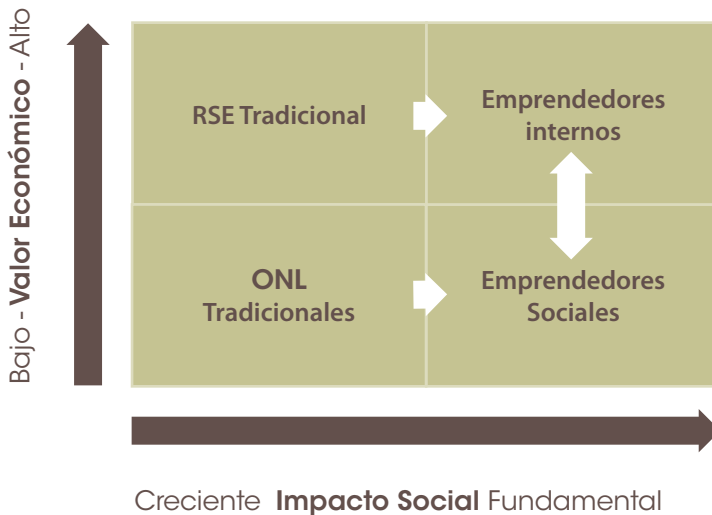 Bajo - Valor Económico - Alto
RSE Tradicional
Emprendedores
internos
ONL
Tradicionales
Emprendedores
Sociales
Creciente Impacto Social Fundamental